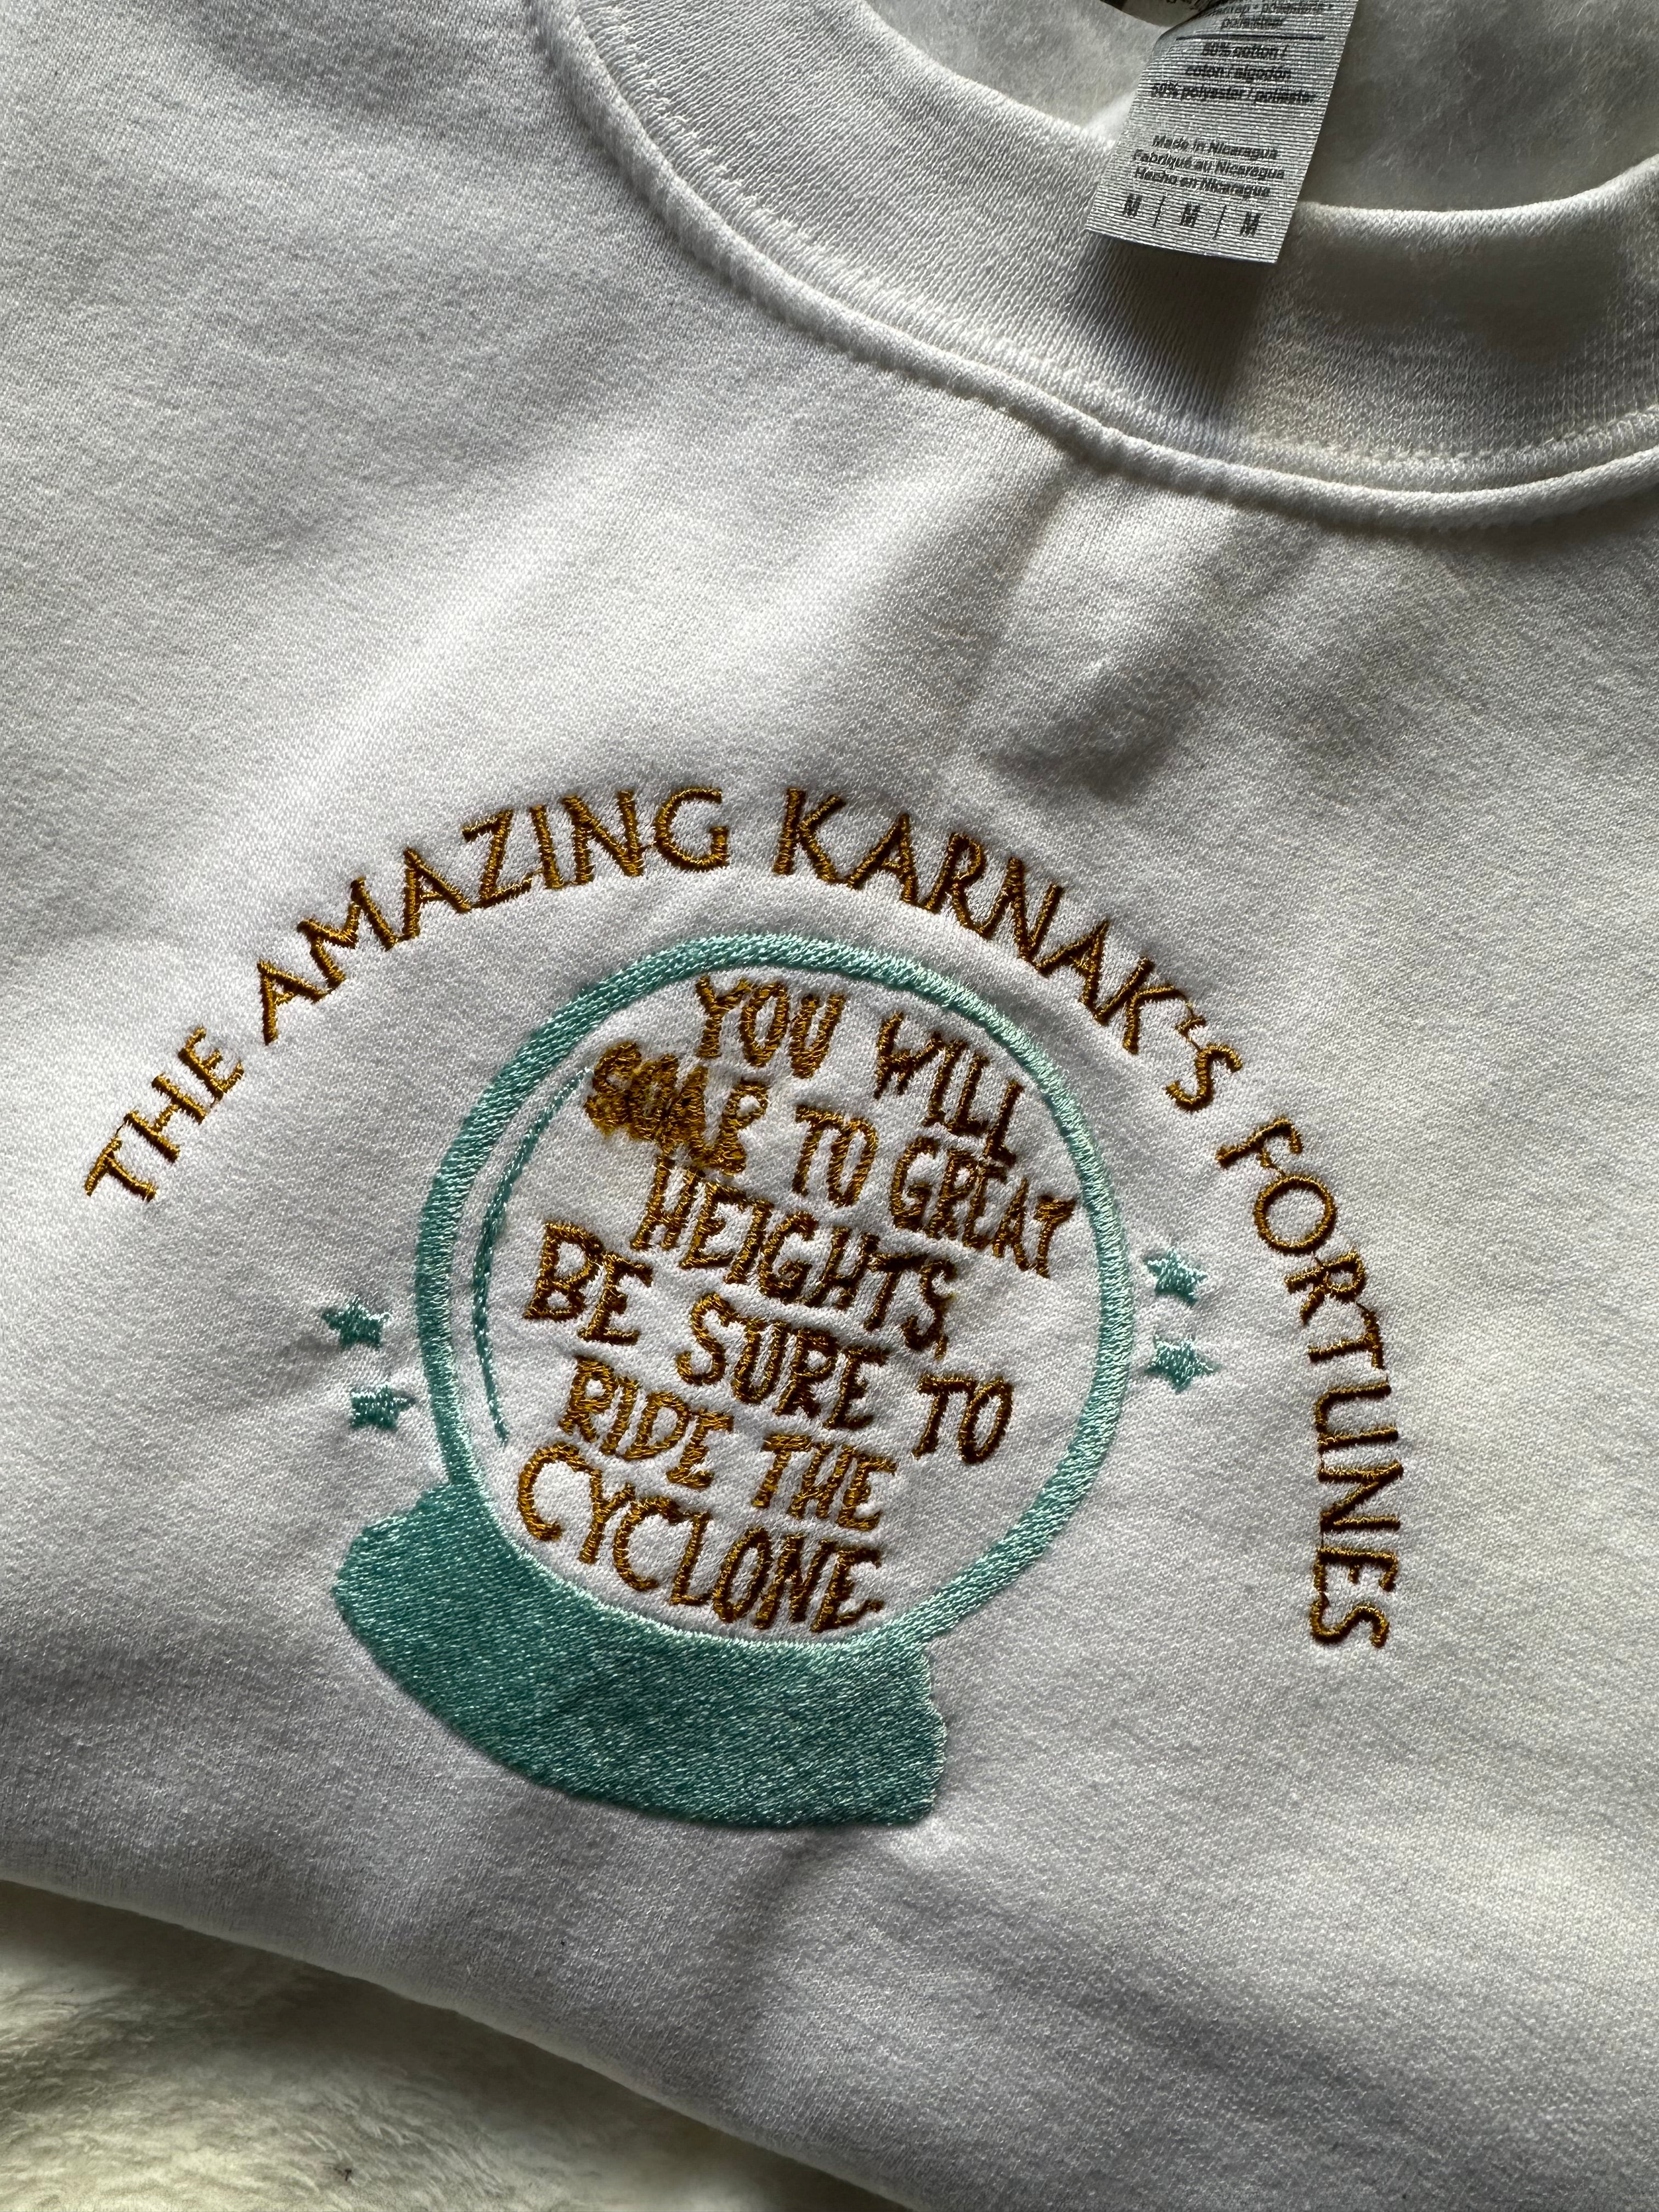 polyester
50% cotton /
coton / algodón
50% polyester / poliéster
Made in Nicaragua
Fabriqué au Nicaragua
Hecho en Nicaragua
M | M | M
THE AMAZING KARNAK'S FORTUNES
YOU WILL
SOAR TO GREAT
HEIGHTS,
BE SURE TO
RIDE THE
CYCLONE